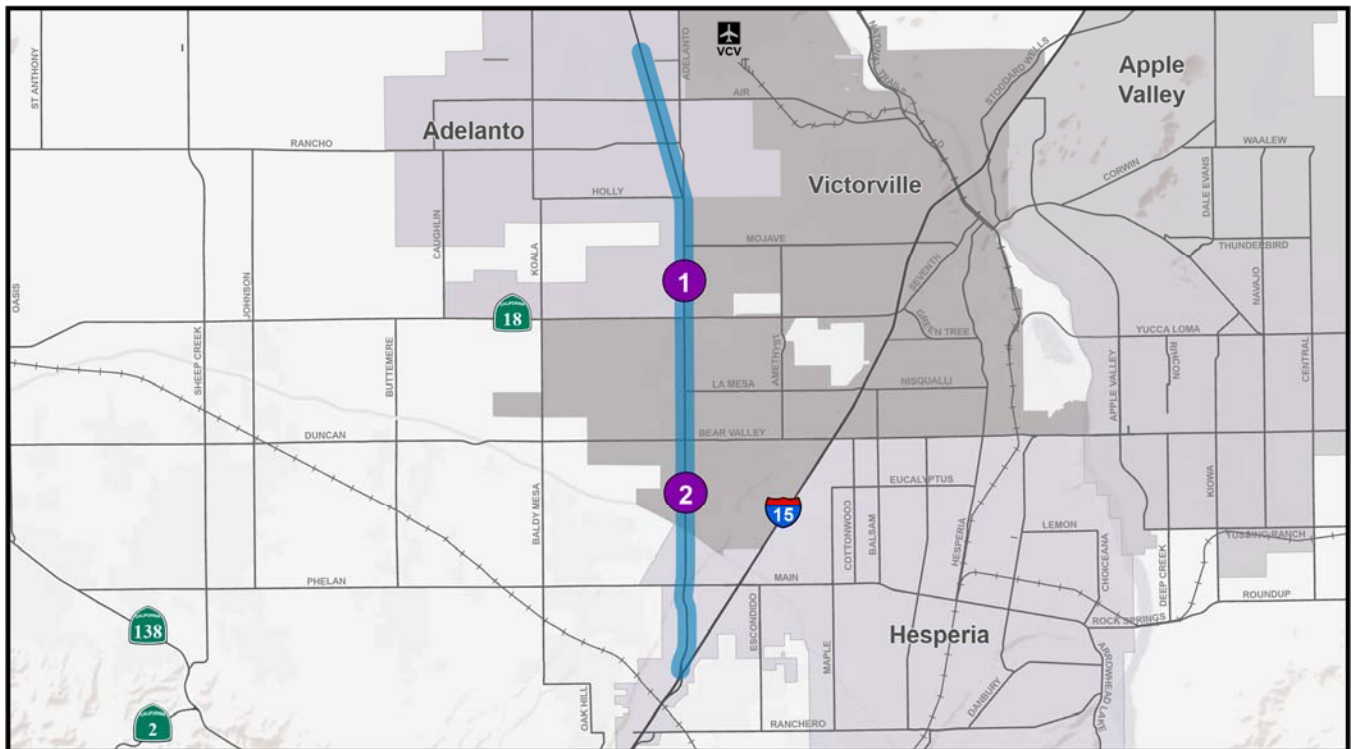 VCV
ST ANTHONY
ADELANTO
NATIONAL TRAILS
STODDARD WELLS
Apple
Valley
AIR
Adelanto
RANCHO
WAALEW
CORWIN
DALE EVANS
Victorville
HOLLY
CAUGHLIN
KOALA
MOJAVE
THUNDERBIRD
SEVENTH
NAVAJO
OASIS
JOHNSON
1
CALIFORNIA
18
GREEN TREE
YUCCA LOMA
SHEEP CREEK
BUTTEMERE
AMETHYST
RINCON
CENTRAL
LA MESA
NISQUALLI
APPLE VALLEY
DUNCAN
BEAR VALLEY
KIOWA
EUCALYPTUS
2
BALDY MESA
15
COTTONWOOD
BALSAM
HESPERIA
LEMON
TUSSING RANCH
CHOICEANA
DEEP CREEK
PHELAN
MAIN
ROUNDUP
ROCK SPRINGS
CALIFORNIA
138
ESCONDIDO
MAPLE
Hesperia
ARROWHEAD LAKE
DANBURY
OAK HILL
RANCHERO
CALIFORNIA
2